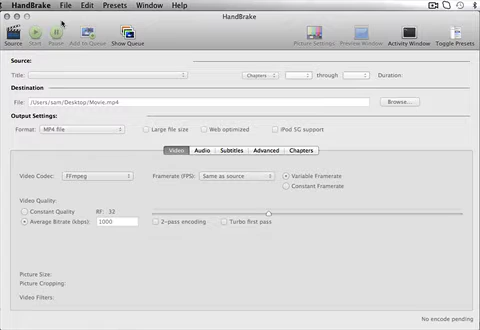 HandBrake File Edit Presets Window Help
HandBrake
Source Start Pause Add to Queue Show Queue Picture Settings Preview Window Activity Window Toggle Presets
Source:
Title: Chapters through Duration:
Destination
File: /Users/sam/Desktop/Movie.mp4 Browse...
Output Settings:
Format: MP4 file Large file size Web optimized iPod 5G support
Video Audio Subtitles Advanced Chapters
Video Codec: FFmpeg Framerate (FPS): Same as source Variable Framerate
Constant Framerate
Video Quality:
Constant Quality RF: 32
Average Bitrate (kbps): 1000 2-pass encoding Turbo first pass
Picture Size:
Picture Cropping:
Video Filters:
No encode pending